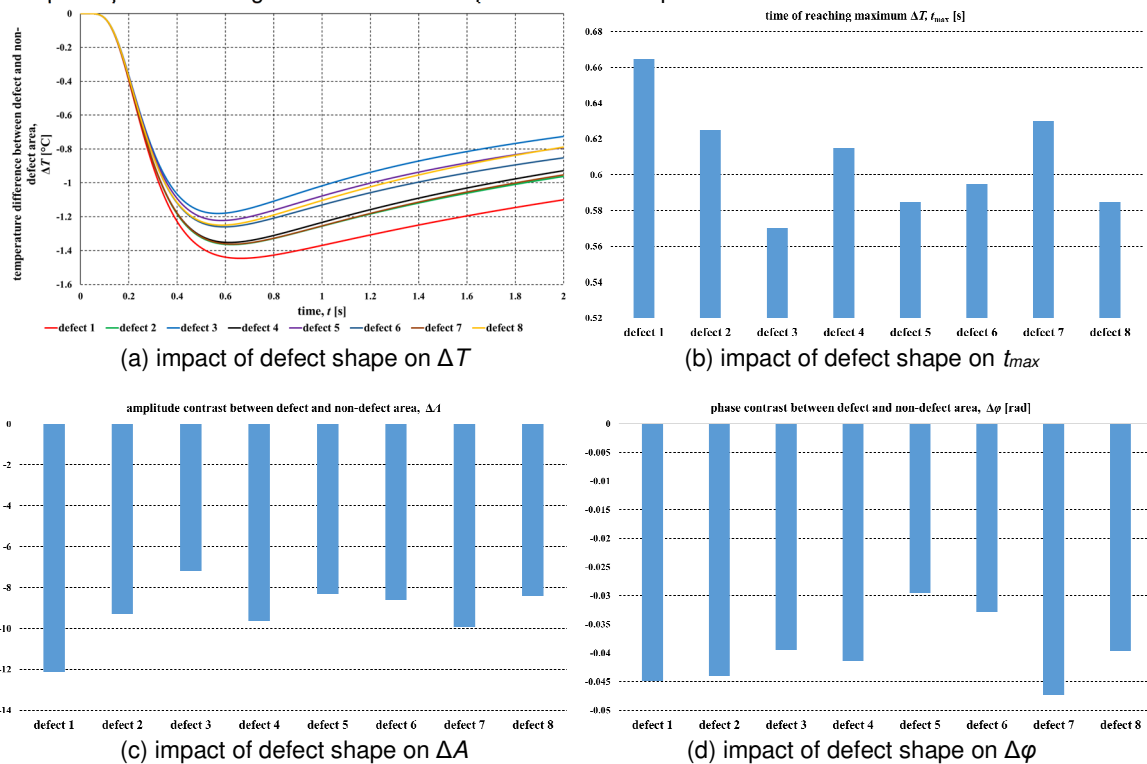 time of reaching maximum ΔT, tmax [s]
temperature difference between defect and non-
defect area,
ΔT [°C]
0
-0.2
-0.4
-0.6
-0.8
-1
-1.2
-1.4
-1.6
0 0.2 0.4 0.6 0.8 1 1.2 1.4 1.6 1.8 2
time, t [s]
defect 1 defect 2 defect 3 defect 4 defect 5 defect 6 defect 7 defect 8
0.68
0.66
0.64
0.62
0.6
0.58
0.56
0.54
0.52
defect 1 defect 2 defect 3 defect 4 defect 5 defect 6 defect 7 defect 8
(a) impact of defect shape on ΔT
(b) impact of defect shape on tmax
amplitude contrast between defect and non-defect area, ΔA
0
-2
-4
-6
-8
-10
-12
-14
defect 1 defect 2 defect 3 defect 4 defect 5 defect 6 defect 7 defect 8
phase contrast between defect and non-defect area, Δφ [rad]
0
-0.005
-0.01
-0.015
-0.02
-0.025
-0.03
-0.035
-0.04
-0.045
-0.05
defect 1 defect 2 defect 3 defect 4 defect 5 defect 6 defect 7 defect 8
(c) impact of defect shape on ΔA
(d) impact of defect shape on Δφ